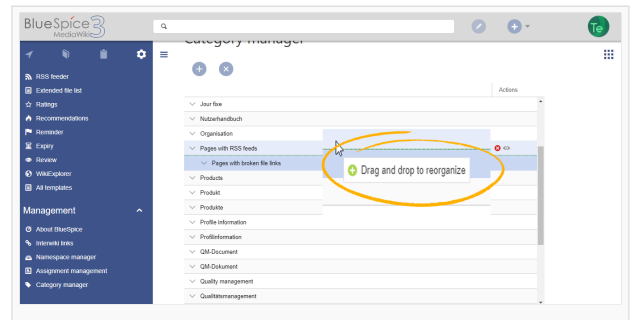 BlueSpice 3
MediaWiki
Te
Category manager
RSS feeder
Extended file list
Ratings
Recommendations
Reminder
Expiry
Review
WikiExplorer
All templates
Management
About BlueSpice
Interwiki links
Namespace manager
Assignment management
Category manager
Actions
Jour fixe
Nutzerhandbuch
Organisation
Pages with RSS feeds
Pages with broken file links
Drag and drop to reorganize
Products
Produkt
Produkte
Profile information
Profilinformation
QM-Document
QM-Dokument
Quality management
Qualitätsmanagement